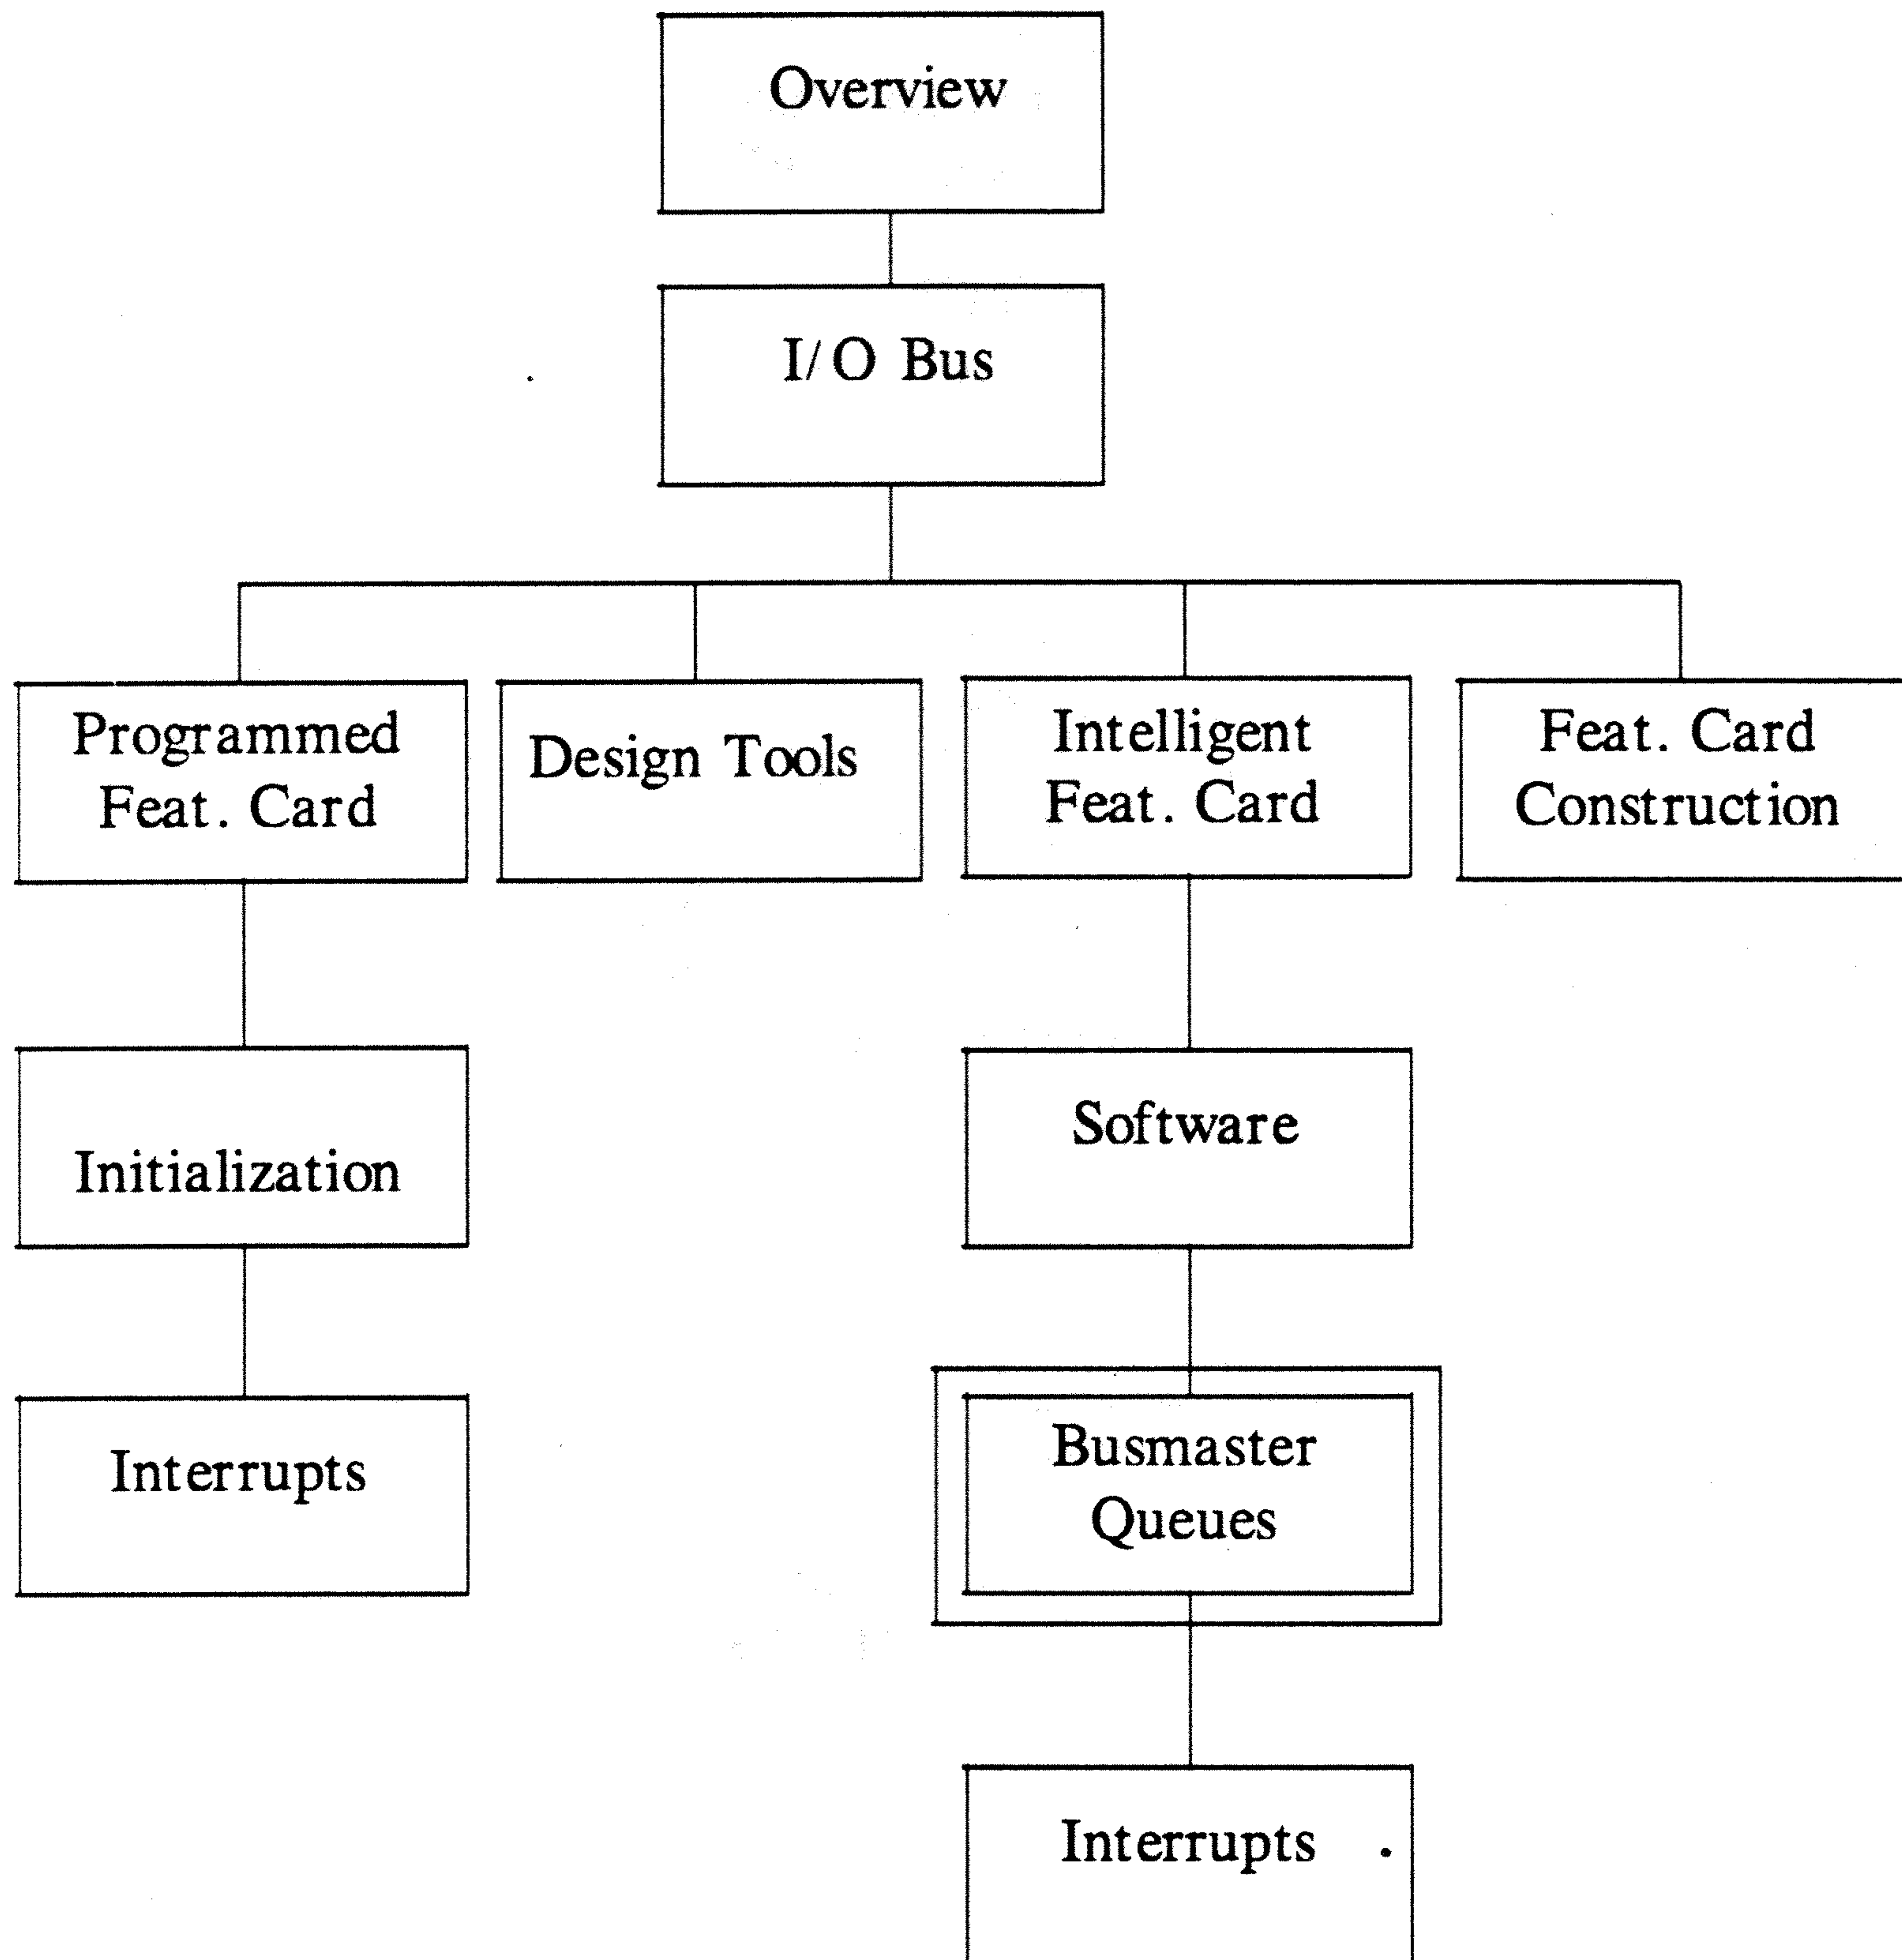 Overview
I/O Bus
Programmed
Feat. Card
Design Tools
Intelligent
Feat. Card
Feat. Card
Construction
Initialization
Software
Interrupts
Busmaster
Queues
Interrupts